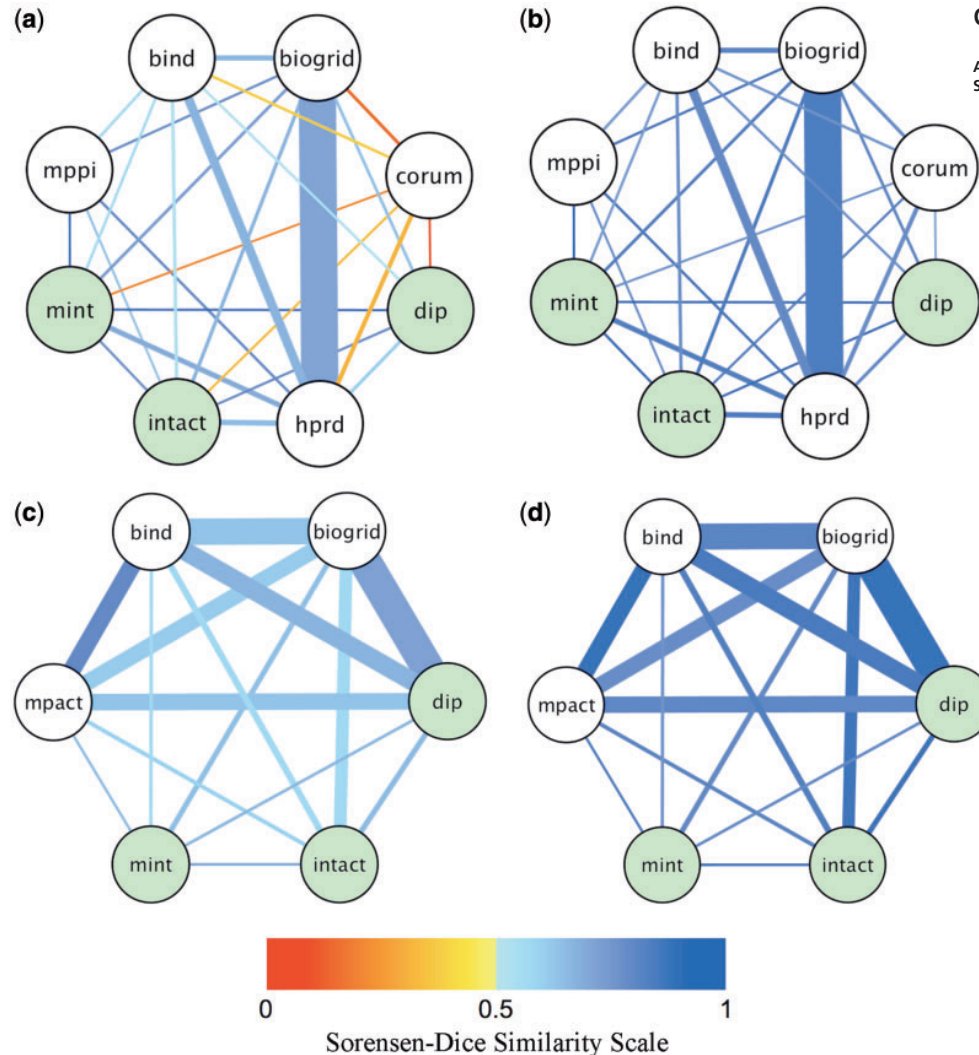 (a)
(b)
bind
biogrid
mppi
corum
mint
dip
intact
hprd
bind
biogrid
mppi
corum
mint
dip
intact
hprd
(c)
(d)
bind
biogrid
mpact
dip
mint
intact
bind
biogrid
mpact
dip
mint
intact
0
0.5
1
Sorensen-Dice Similarity Scale